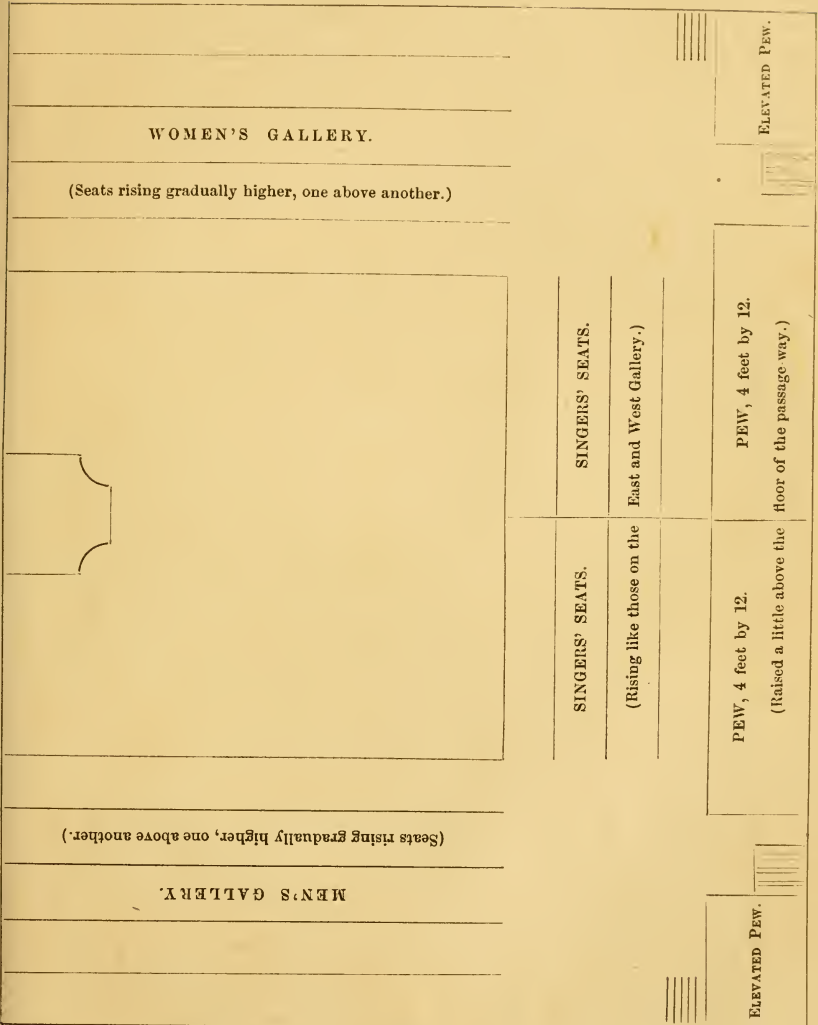 WOMEN'S GALLERY.
(Seats rising gradually higher, one above another.)
ELEVATED PEW.
SINGERS' SEATS.
SINGERS' SEATS.
(Rising like those on the East and West Gallery.)
PEW, 4 feet by 12.
PEW, 4 feet by 12.
(Raised a little above the floor of the passage-way.)
(Seats rising gradually higher, one above another.)
MEN'S GALLERY.
ELEVATED PEW.